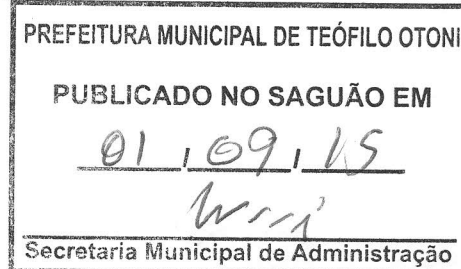 PREFEITURA MUNICIPAL DE TEÓFILO OTONI
PUBLICADO NO SAGUÃO EM
01 / 09 / 15
Secretaria Municipal de Administração